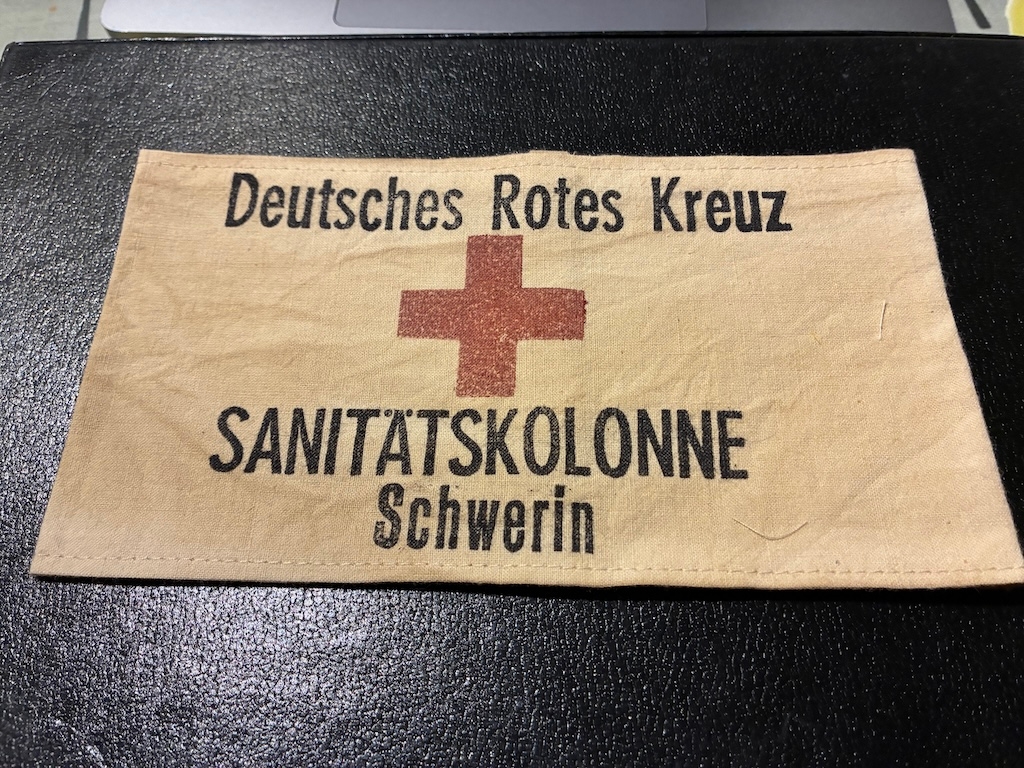 Deutsches Rotes Kreuz
SANITÄTSKOLONNE
Schwerin